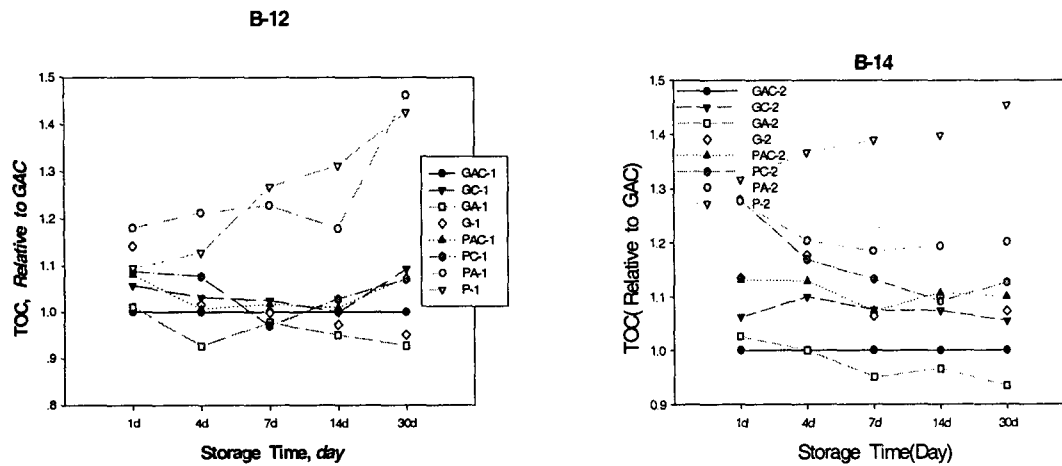 B-12
1.5
1.4
1.3
1.2
1.1
1.0
.9
.8
TOC, Relative to GAC
1d
4d
7d
14d
30d
Storage Time, day
GAC-1
GC-1
GA-1
G-1
PAC-1
PC-1
PA-1
P-1
B-14
1.5
1.4
1.3
1.2
1.1
1.0
0.9
TOC( Relative to GAC)
GAC-2
GC-2
GA-2
G-2
PAC-2
PC-2
PA-2
P-2
1d
4d
7d
14d
30d
Storage Time(Day)